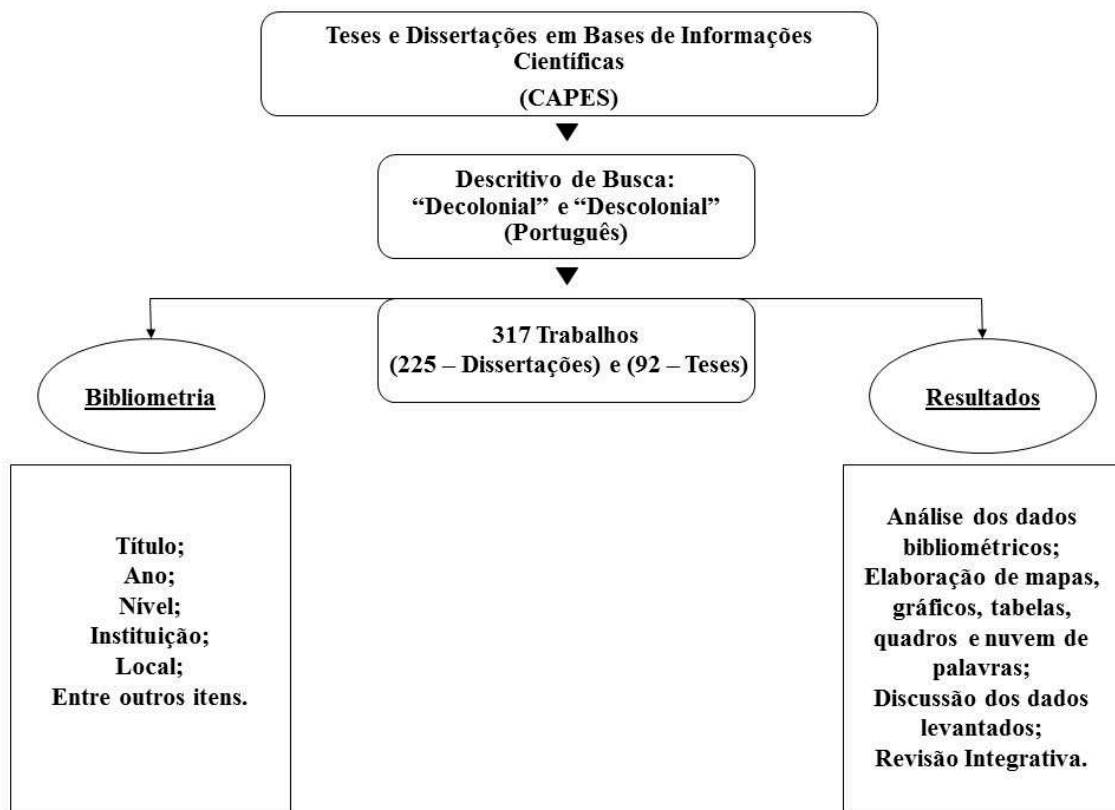 Teses e Dissertações em Bases de Informações
Científicas
(CAPES)
Descritivo de Busca:
“Decolonial” e “Descolonial”
(Português)
317 Trabalhos
(225 – Dissertações) e (92 – Teses)
Bibliometria
Título;
Ano;
Nível;
Instituição;
Local;
Entre outros itens.
Resultados
Análise dos dados
bibliométricos;
Elaboração de mapas,
gráficos, tabelas,
quadros e nuvem de
palavras;
Discussão dos dados
levantados;
Revisão Integrativa.